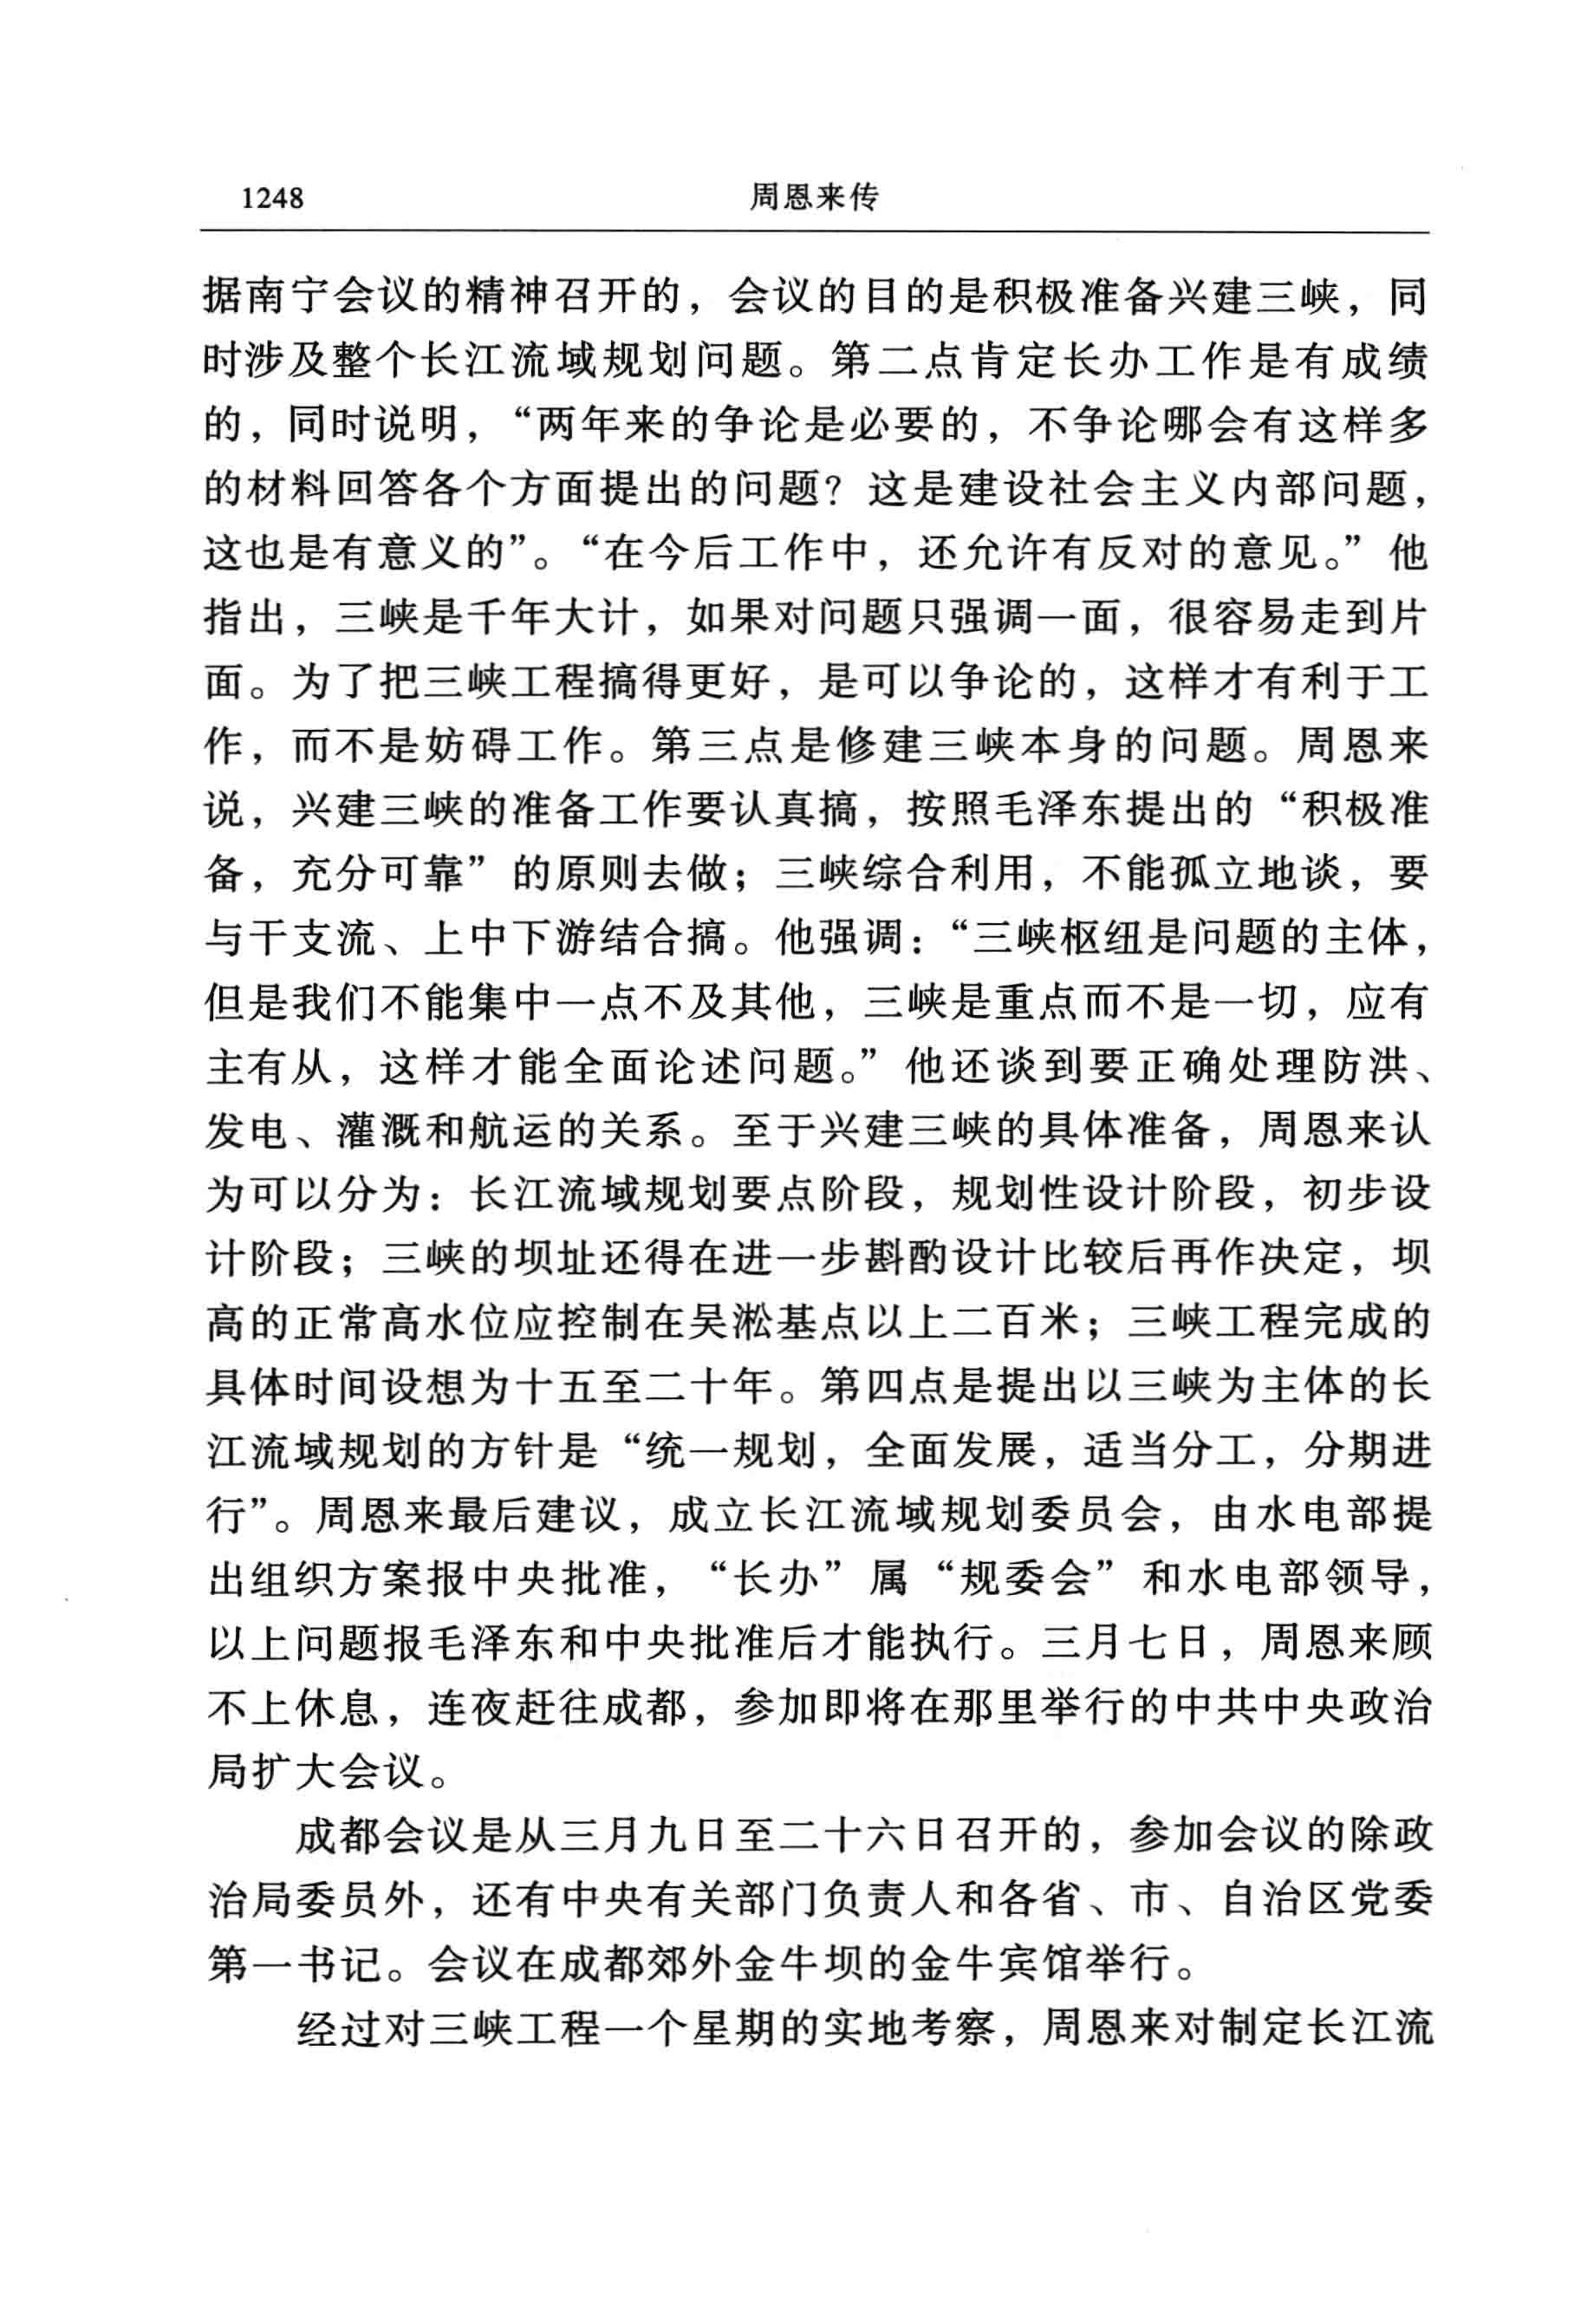 1248 周恩来传
据南宁会议的精神召开的，会议的目的是积极准备兴建三峡，同
时涉及整个长江流域规划问题。第二点肯定长办工作是有成绩
的，同时说明，“两年来的争论是必要的，不争论哪会有这样多
的材料回答各个方面提出的问题？这是建设社会主义内部问题，
这也是有意义的”。“在今后工作中，还允许有反对的意见。”他
指出，三峡是千年大计，如果对问题只强调一面，很容易走到片
面。为了把三峡工程搞得更好，是可以争论的，这样才有利于工
作，而不是妨碍工作。第三点是修建三峡本身的问题。周恩来
说，兴建三峡的准备工作要认真搞，按照毛泽东提出的“积极准
备，充分可靠”的原则去做；三峡综合利用，不能孤立地谈，要
与干支流、上中下游结合搞。他强调：“三峡枢纽是问题的主体，
但是我们不能集中一点不及其他，三峡是重点而不是一切，应有
主有从，这样才能全面论述问题。”他还谈到要正确处理防洪、
发电、灌溉和航运的关系。至于兴建三峡的具体准备，周恩来认
为可以分为：长江流域规划要点阶段，规划性设计阶段，初步设
计阶段；三峡的坝址还得在进一步斟酌设计比较后再作决定，坝
高的正常高水位应控制在吴淞基点以上二百米；三峡工程完成的
具体时间设想为十五至二十年。第四点是提出以三峡为主体的长
江流域规划的方针是“统一规划，全面发展，适当分工，分期进
行”。周恩来最后建议，成立长江流域规划委员会，由水电部提
出组织方案报中央批准，“长办”属“规委会”和水电部领导，
以上问题报毛泽东和中央批准后才能执行。三月七日，周恩来顾
不上休息，连夜赶往成都，参加即将在那里举行的中共中央政治
局扩大会议。
成都会议是从三月九日至二十六日召开的，参加会议的除政
治局委员外，还有中央有关部门负责人和各省、市、自治区党委
第一书记。会议在成都郊外金牛坝的金牛宾馆举行。
经过对三峡工程一个星期的实地考察，周恩来对制定长江流